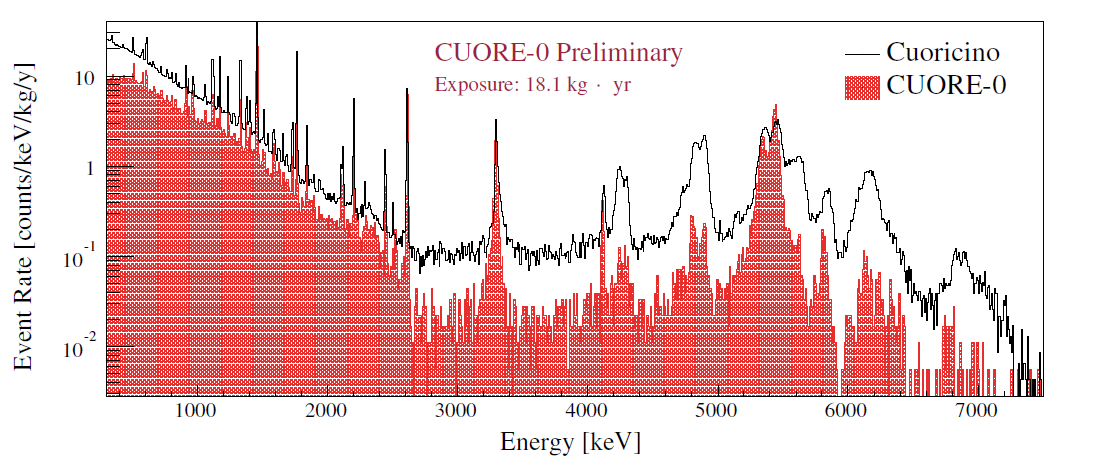 CUORE-0 Preliminary
Exposure: 18.1 kg · yr
Cuoricino
CUORE-0
Event Rate [counts/keV/kg/y]
10
1
10-1
10-2
1000 2000 3000 4000 5000 6000 7000
Energy [keV]